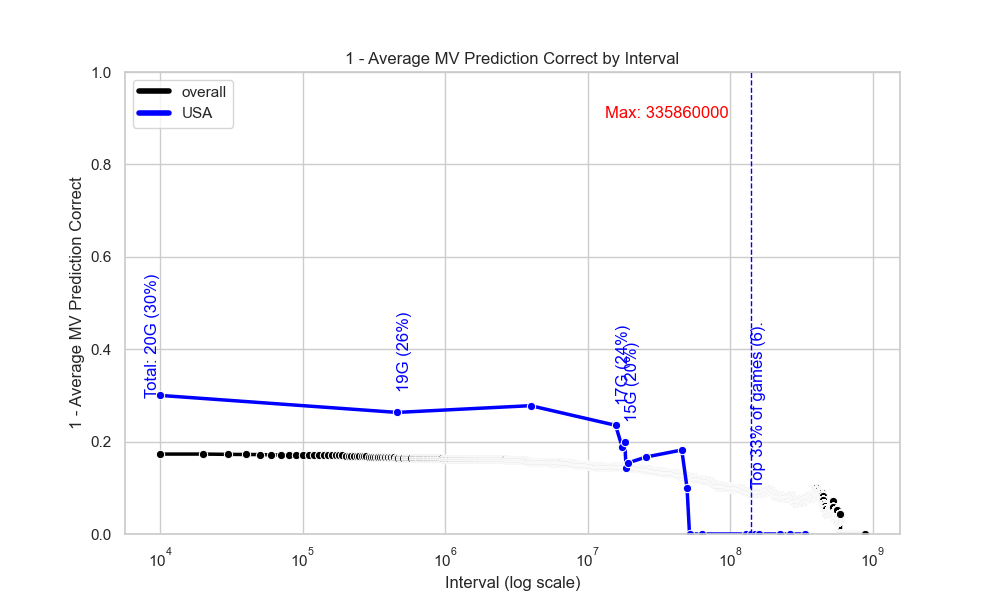 1 - Average MV Prediction Correct by Interval
1.0
0.8
0.6
0.4
0.2
0.0
1 - Average MV Prediction Correct
overall
USA
Max: 335860000
Total: 20G (30%)
19G (26%)
17G (24%)
15G (20%)
Top 33% of games (6).
10^4
10^5
10^6
10^7
10^8
10^9
Interval (log scale)